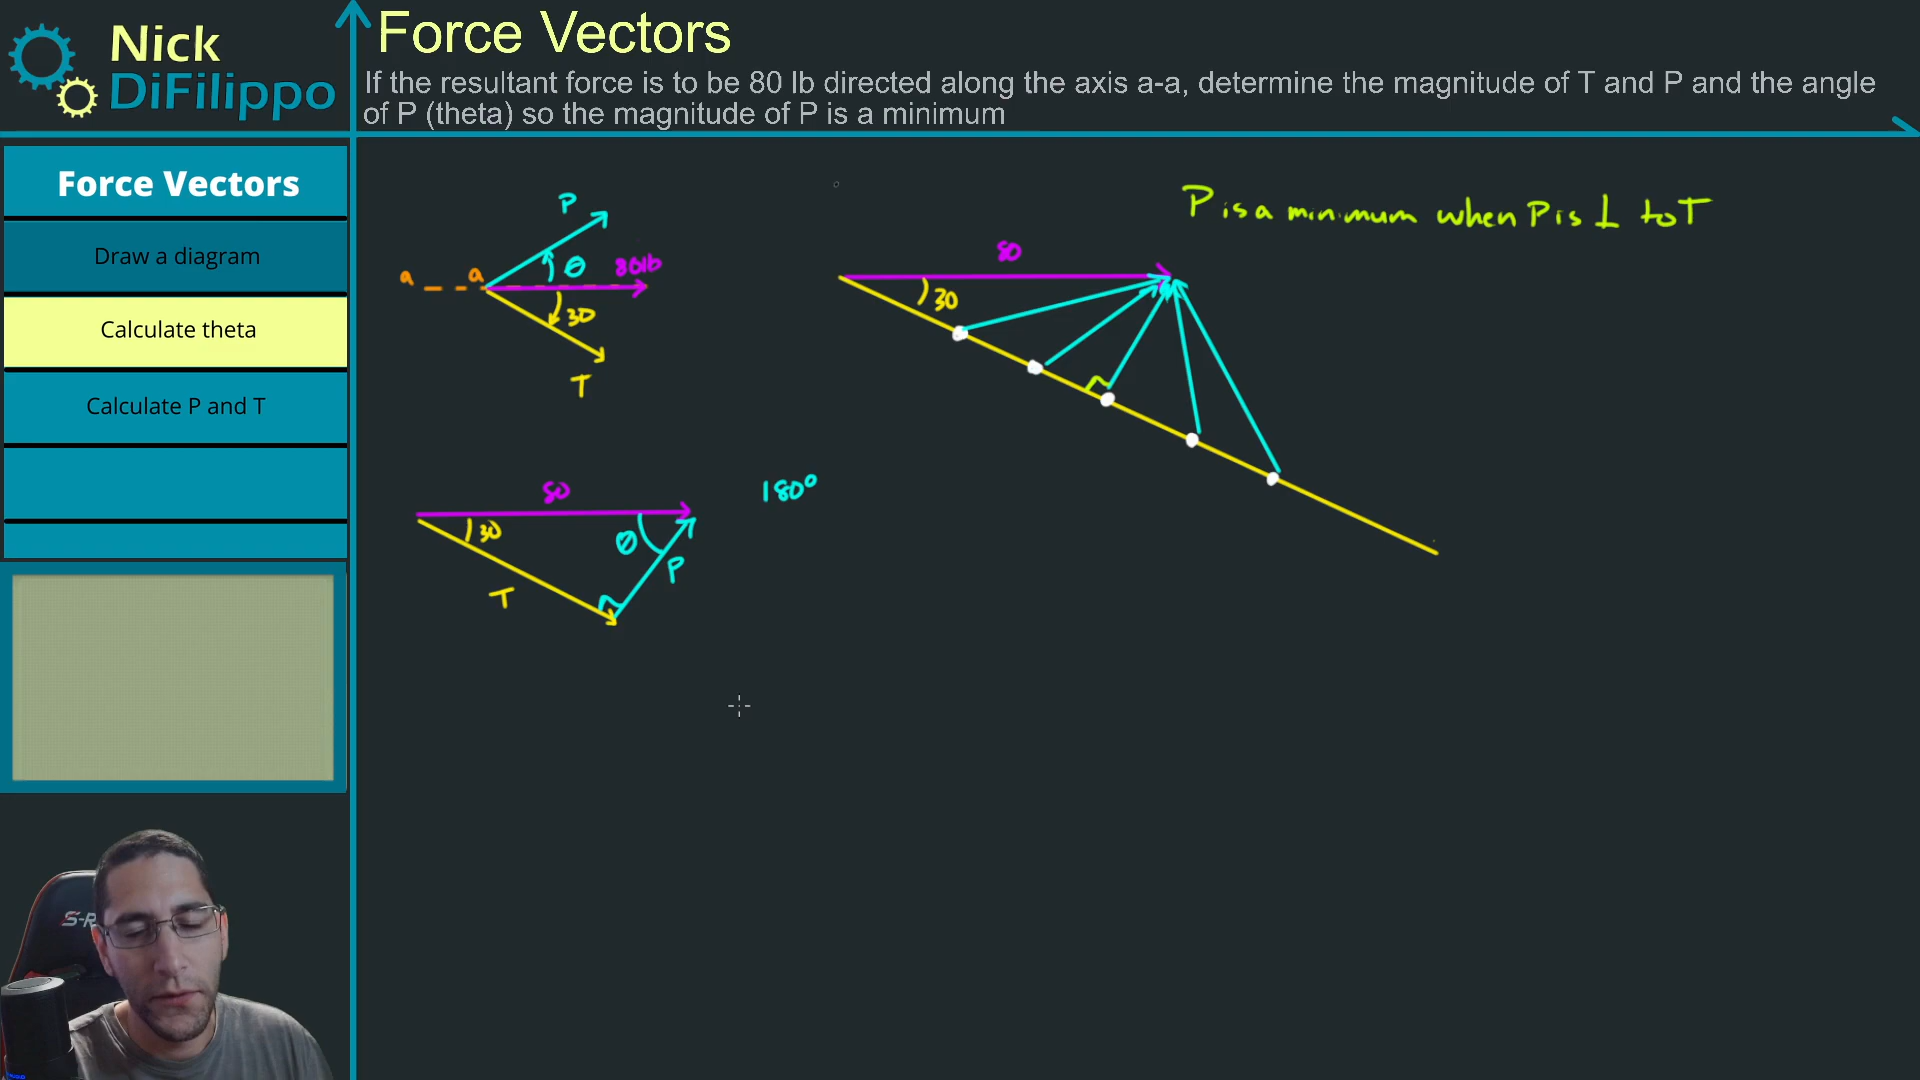 Nick
DiFilippo
Force Vectors
If the resultant force is to be 80 lb directed along the axis a-a, determine the magnitude of T and P and the angle
of P (theta) so the magnitude of P is a minimum
Force Vectors
Draw a diagram
Calculate theta
Calculate P and T
P
a
a
θ
80lb
30
T
P is a minimum when P is ⊥ to T
80
30
80
30
θ
P
T
180°
S-R